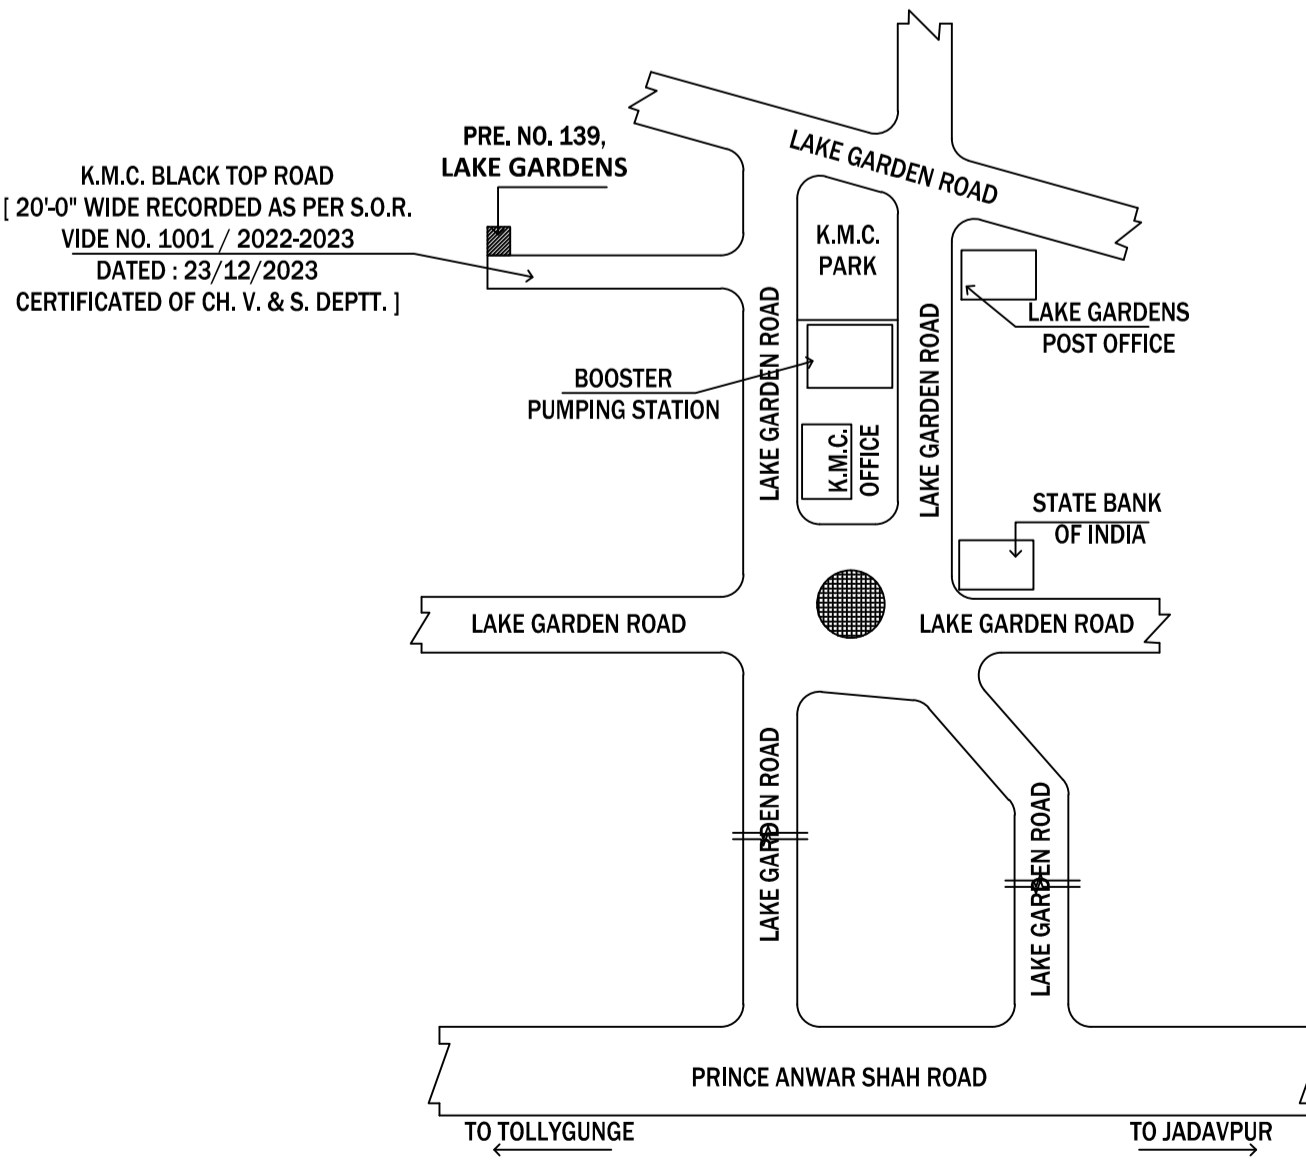 LAKE GARDEN ROAD
PRE. NO. 139,
LAKE GARDENS
K.M.C. BLACK TOP ROAD
[ 20'-0" WIDE RECORDED AS PER S.O.R.
VIDE NO. 1001 / 2022-2023
DATED : 23/12/2023
CERTIFICATED OF CH. V. & S. DEPTT. ]
K.M.C.
PARK
LAKE GARDEN ROAD
LAKE GARDEN ROAD
LAKE GARDENS
POST OFFICE
BOOSTER
PUMPING STATION
K.M.C.
OFFICE
STATE BANK
OF INDIA
LAKE GARDEN ROAD
LAKE GARDEN ROAD
LAKE GARDEN ROAD
LAKE GARDEN ROAD
PRINCE ANWAR SHAH ROAD
TO TOLLYGUNGE
TO JADAVPUR